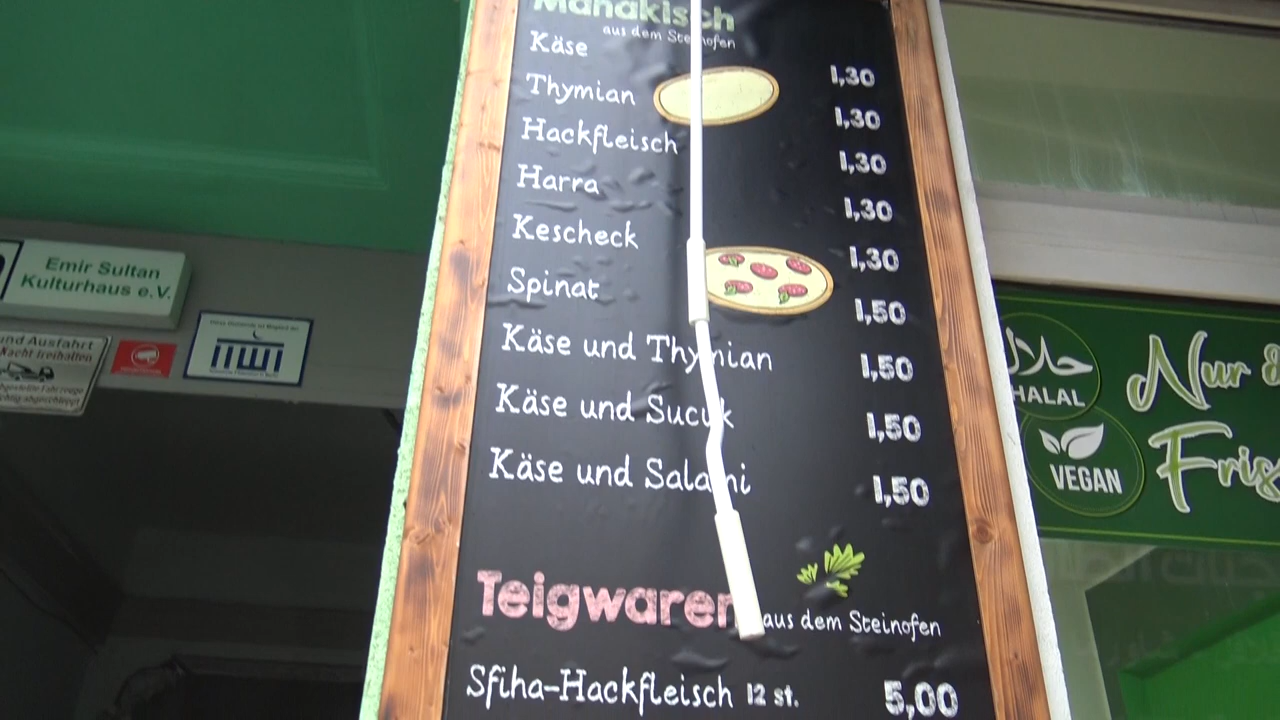 Manakisch
aus dem Steinofen
Käse 1,30
Thymian 1,30
Hackfleisch 1,30
Harra 1,30
Kescheck 1,30
Spinat 1,50
Käse und Thymian 1,50
Käse und Sucuk 1,50
Käse und Salami 1,50
Teigwaren aus dem Steinofen
Sfiha-Hackfleisch 12 st. 5,00
Emir Sultan
Kulturhaus e.V.
und Ausfahrt
Nacht freihalten
حلال
HALAL
VEGAN
Nur